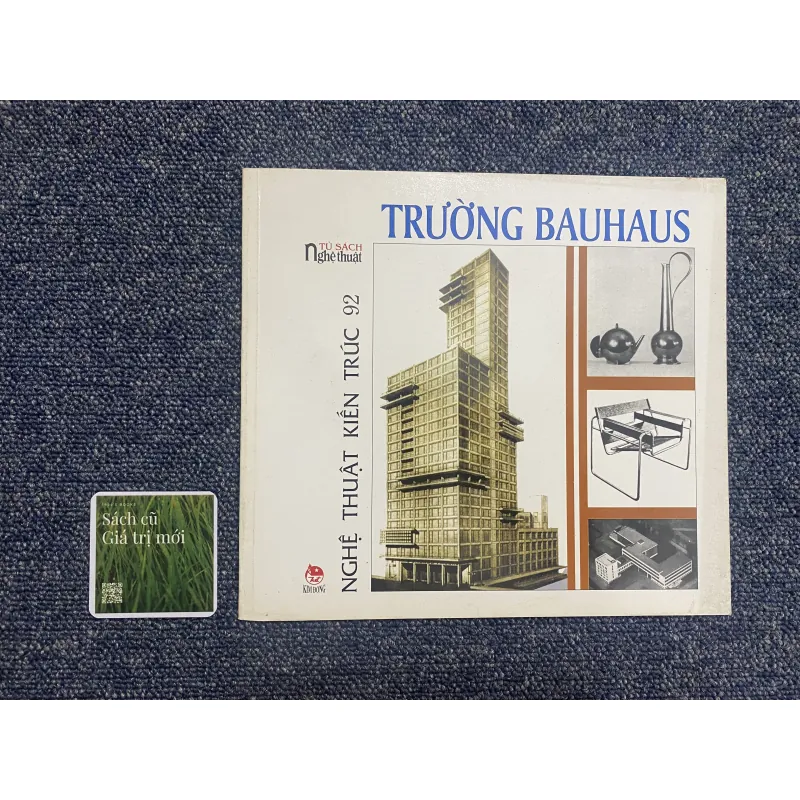 TRƯỜNG BAUHAUS
TỦ SÁCH
nghệ thuật
NGHỆ THUẬT KIẾN TRÚC 92
KIM ĐỒNG
Sách cũ
Giá trị mới